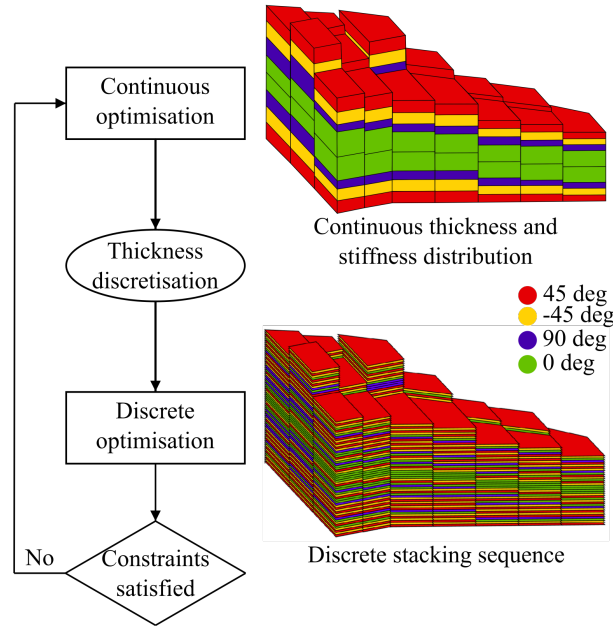 Continuous
optimisation
Thickness
discretisation
Discrete
optimisation
Constraints
satisfied
No
Continuous thickness and
stiffness distribution
45 deg
-45 deg
90 deg
0 deg
Discrete stacking sequence